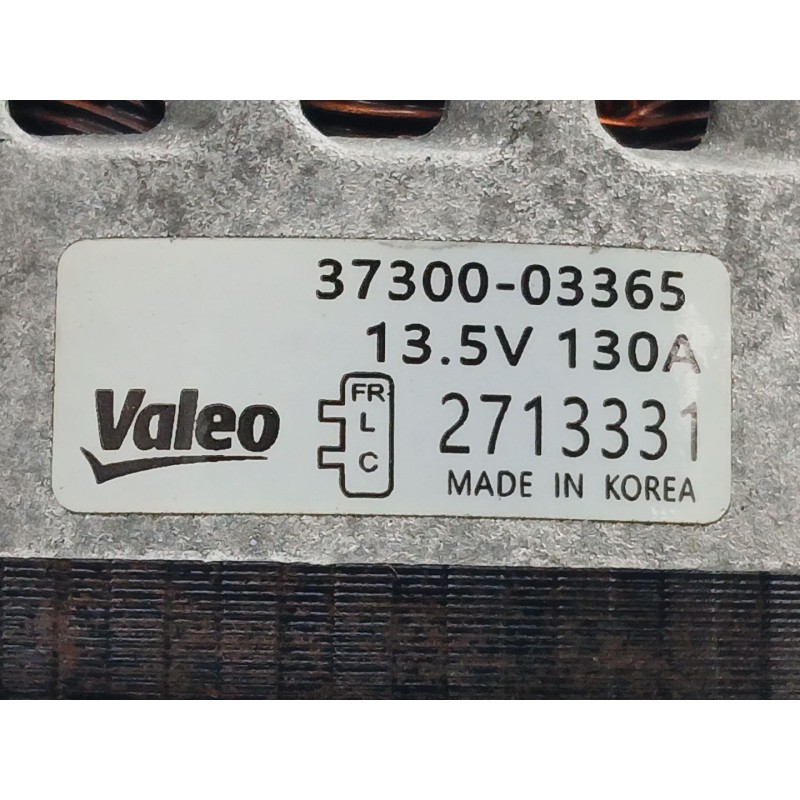 37300-03365
13.5V 130A
Valeo
FR
L
C
2713331
MADE IN KOREA